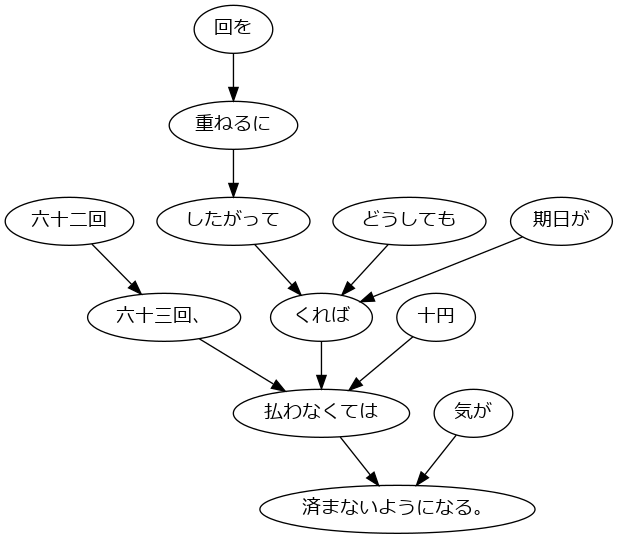 回を
重ねるに
六十二回
したがって
どうしても
期日が
六十三回、
くれば
十円
払わなくては
気が
済まないようになる。